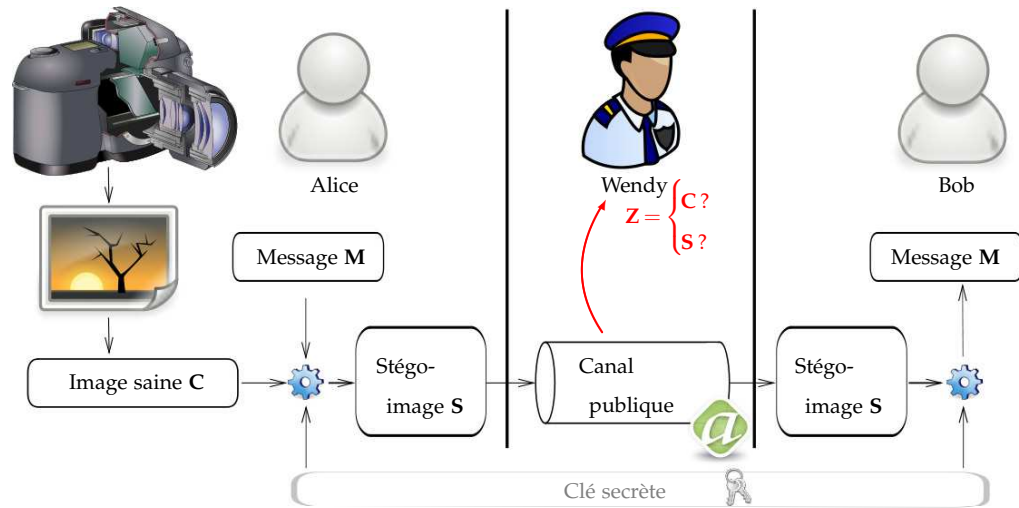 Alice
Wendy
Z = { C ?
S ?
Bob
Message M
Message M
Image saine C
Stégo-
image S
Canal
publique
@
Stégo-
image S
Clé secrète